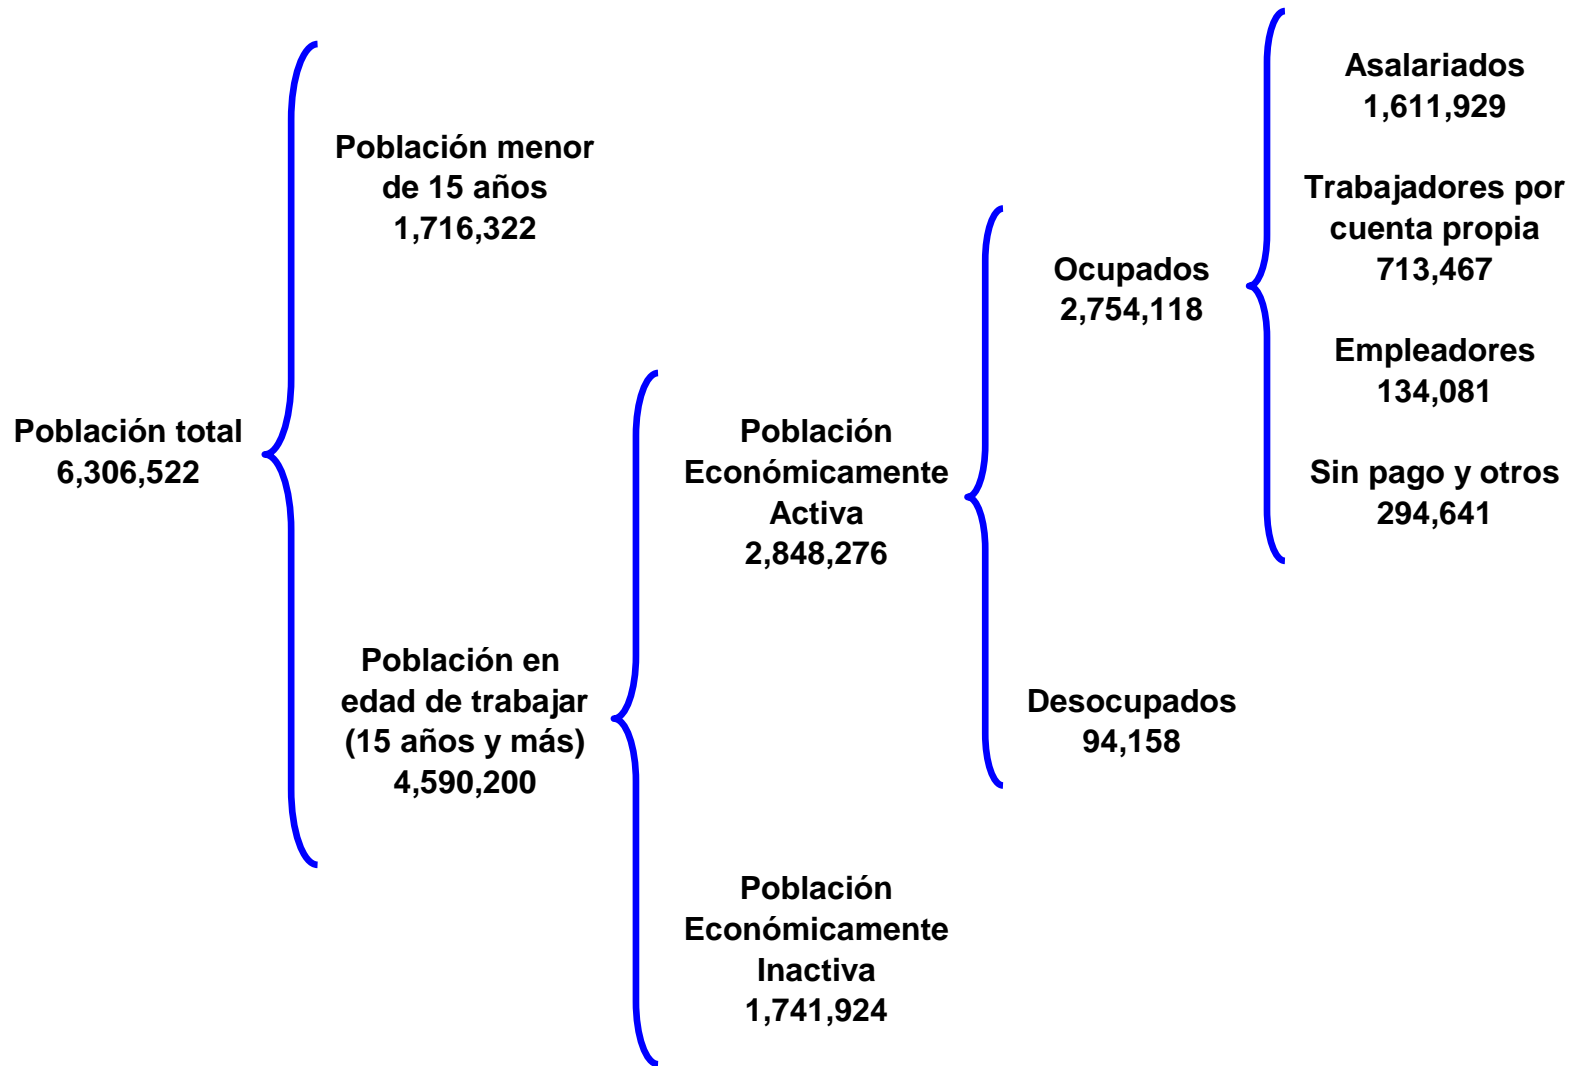 Población total
6,306,522
Población menor
de 15 años
1,716,322
Población en
edad de trabajar
(15 años y más)
4,590,200
Población
Económicamente
Activa
2,848,276
Población
Económicamente
Inactiva
1,741,924
Ocupados
2,754,118
Desocupados
94,158
Asalariados
1,611,929
Trabajadores por
cuenta propia
713,467
Empleadores
134,081
Sin pago y otros
294,641